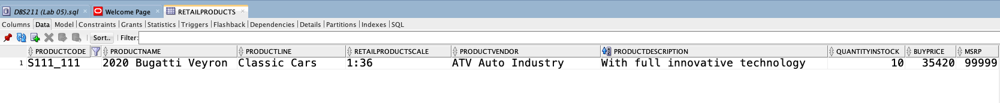 DBS211 (Lab 05).sql Welcome Page RETAILPRODUCTS
Columns Data Model Constraints Grants Statistics Triggers Flashback Dependencies Details Partitions Indexes SQL
Sort.. Filter:
PRODUCTCODE PRODUCTNAME PRODUCTLINE RETAILPRODUCTSCALE PRODUCTVENDOR PRODUCTDESCRIPTION QUANTITYINSTOCK BUYPRICE MSRP
1 S111_111 2020 Bugatti Veyron Classic Cars 1:36 ATV Auto Industry With full innovative technology 10 35420 99999